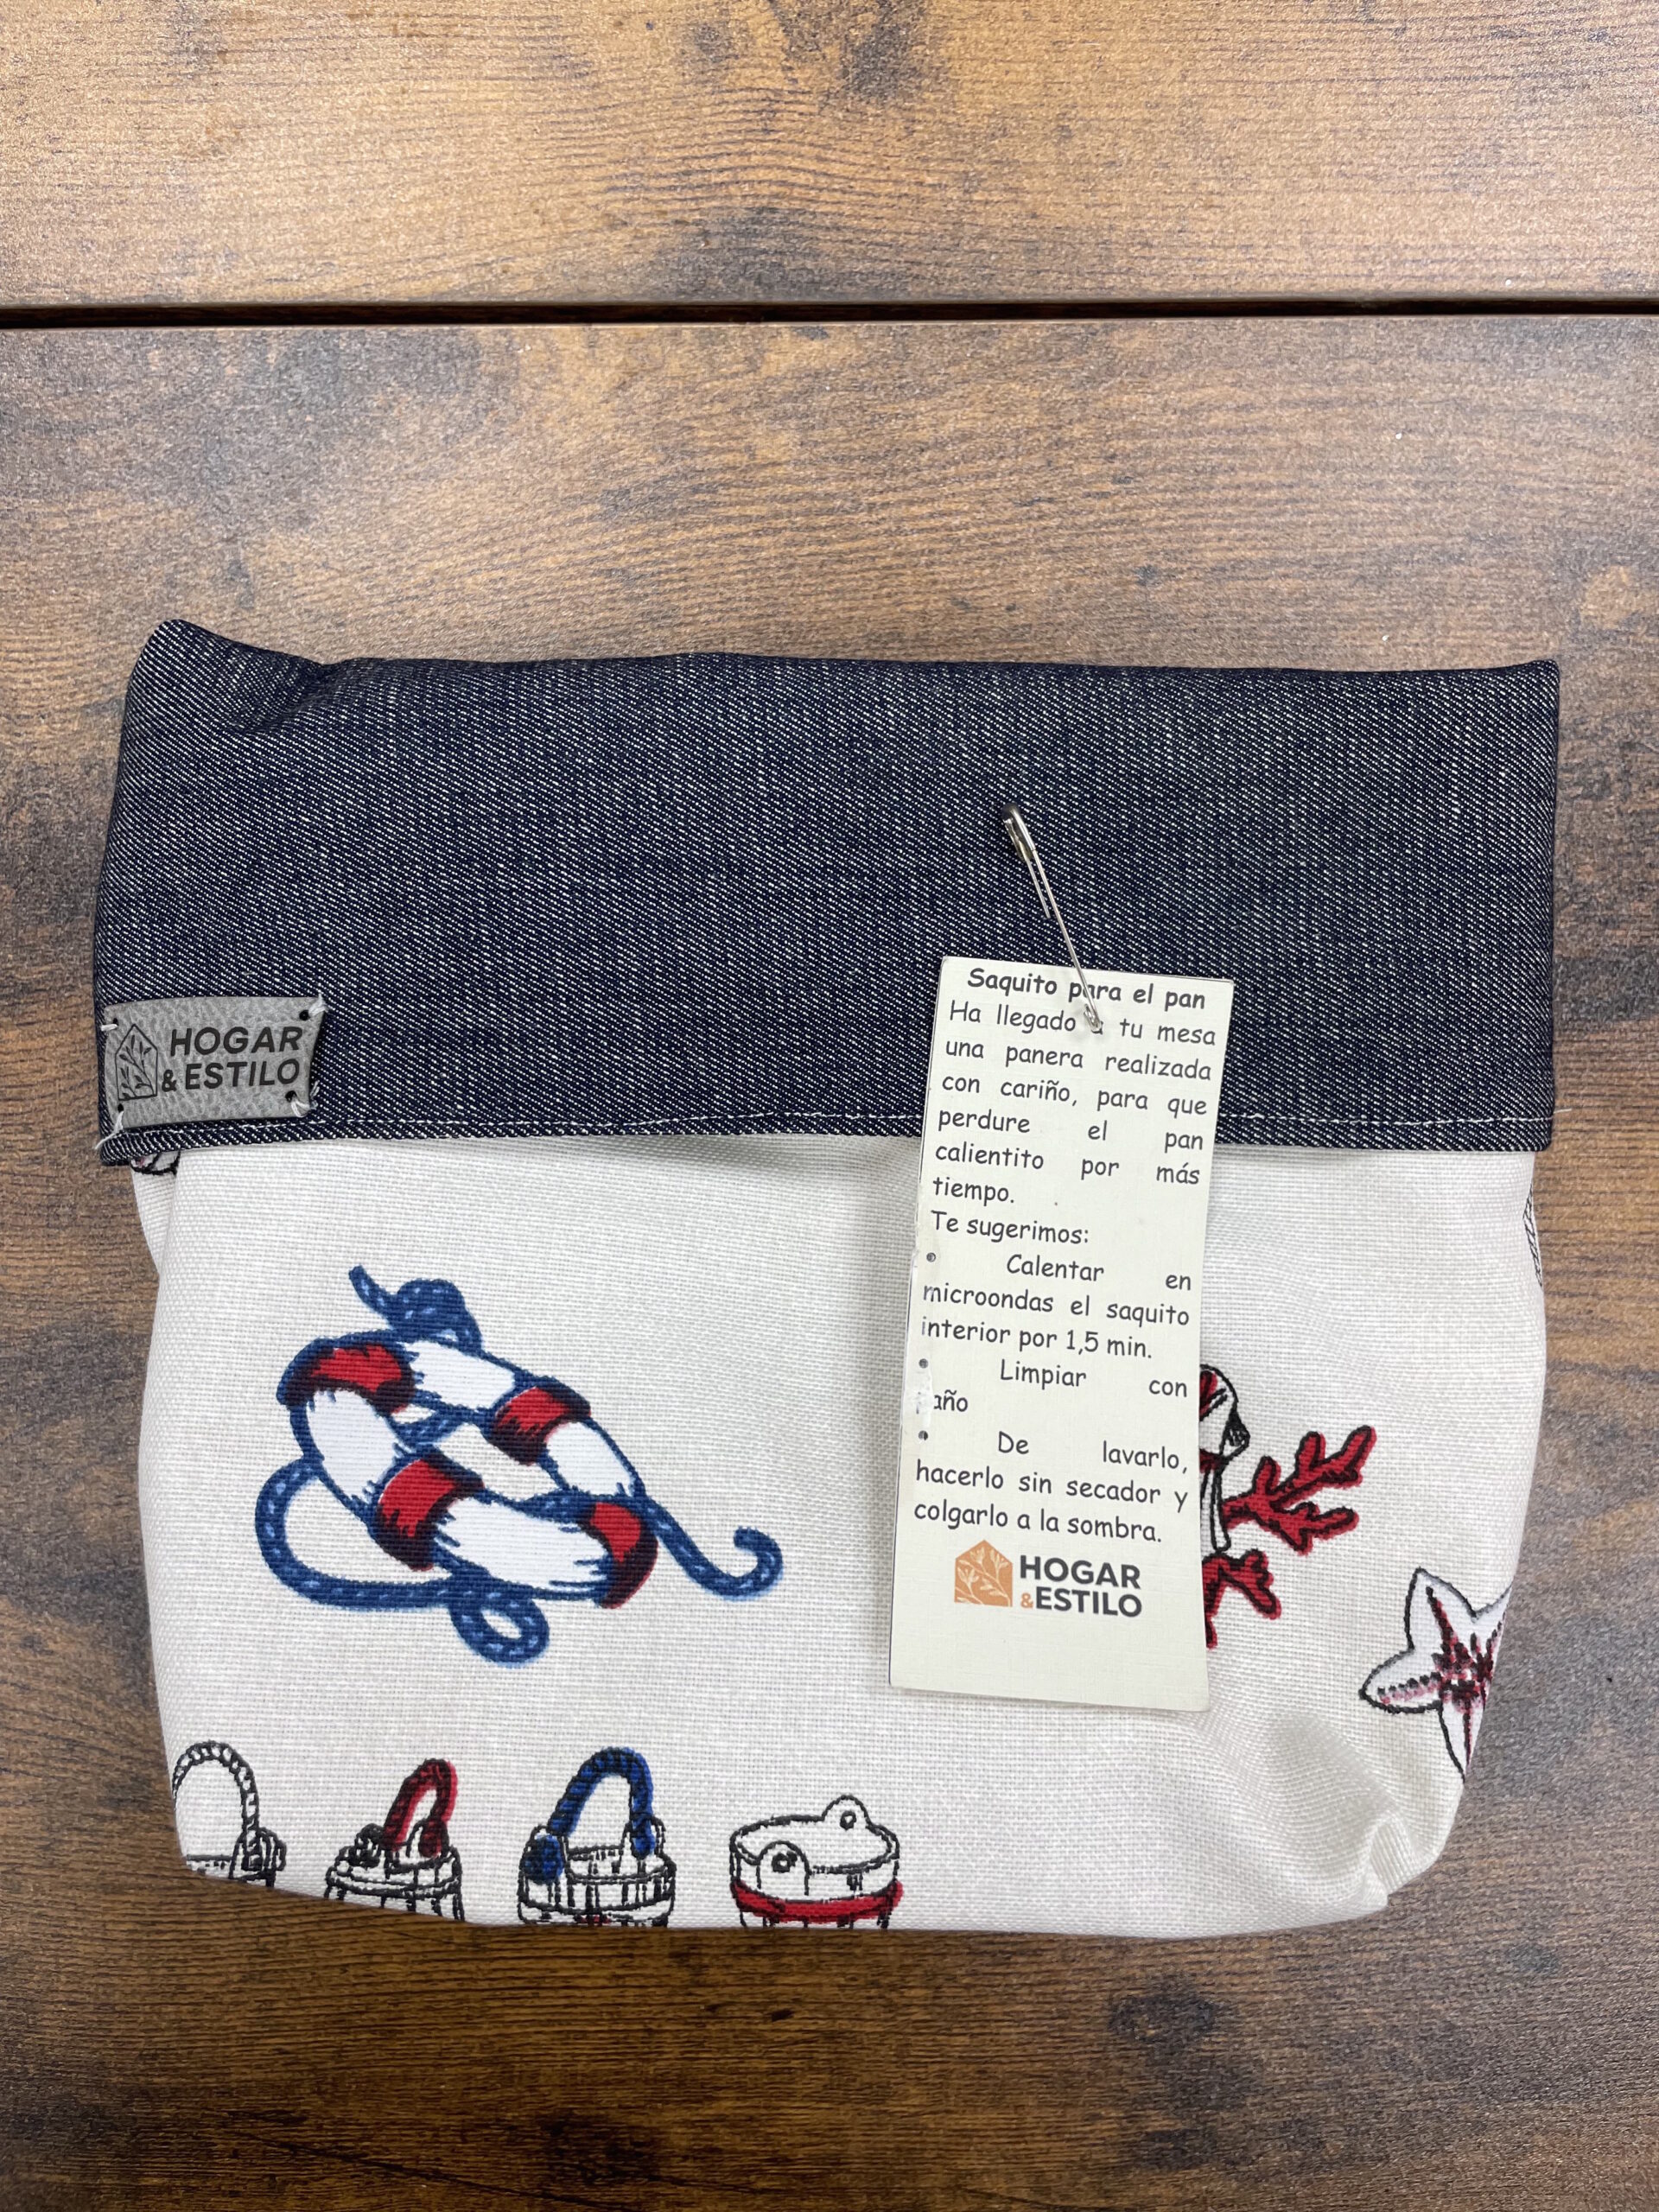 HOGAR
& ESTILO
Saquito para el pan
Ha llegado a tu mesa
una panera realizada
con cariño, para que
perdure el pan
calientito por más
tiempo.
Te sugerimos:
• Calentar en
microondas el saquito
interior por 1,5 min.
• Limpiar con
año
• De lavarlo,
hacerlo sin secador y
colgarlo a la sombra.
HOGAR
&ESTILO